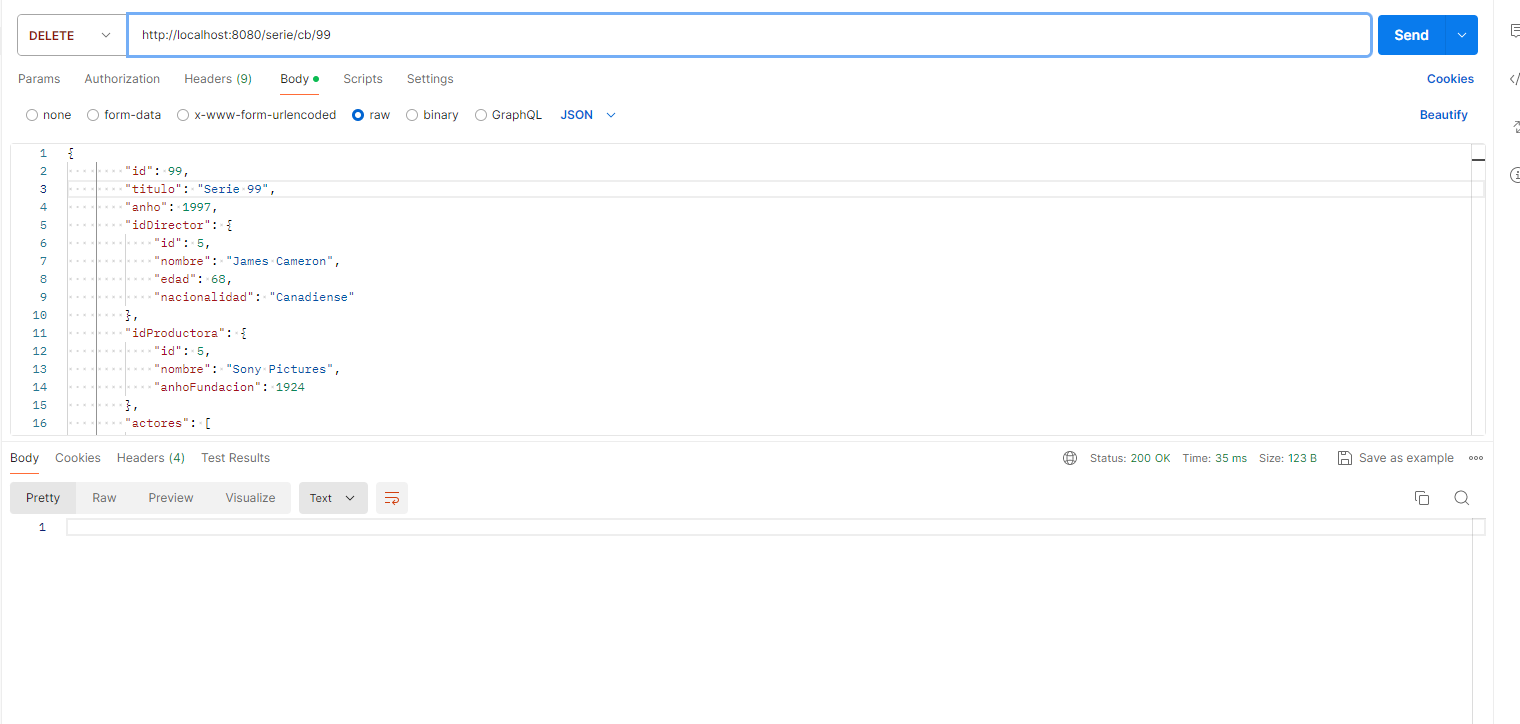 DELETE http://localhost:8080/serie/cb/99 Send
Params Authorization Headers (9) Body Scripts Settings Cookies
none form-data x-www-form-urlencoded raw binary GraphQL JSON Beautify
1 {
2 "id": 99,
3 "titulo": "Serie 99",
4 "anho": 1997,
5 "idDirector": {
6 "id": 5,
7 "nombre": "James Cameron",
8 "edad": 68,
9 "nacionalidad": "Canadiense"
10 },
11 "idProductora": {
12 "id": 5,
13 "nombre": "Sony Pictures",
14 "anhoFundacion": 1924
15 },
16 "actores": [
Body Cookies Headers (4) Test Results Status: 200 OK Time: 35 ms Size: 123 B Save as example
Pretty Raw Preview Visualize Text
1